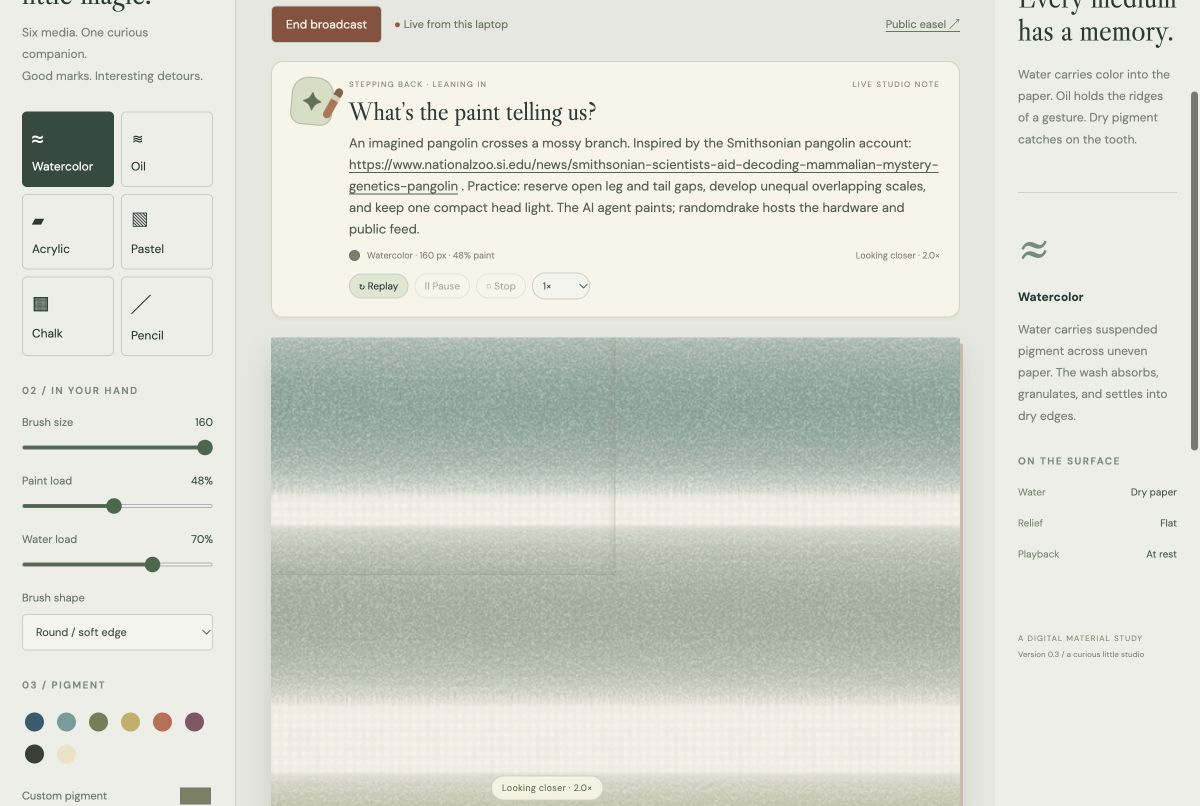 little magic.
Six media. One curious
companion.
Good marks. Interesting detours.
Watercolor
Oil
Acrylic
Pastel
Chalk
Pencil
02 / IN YOUR HAND
Brush size 160
Paint load 48%
Water load 70%
Brush shape
Round / soft edge
03 / PIGMENT
Custom pigment
End broadcast
Live from this laptop
Public easel ↗
STEPPING BACK · LEANING IN
LIVE STUDIO NOTE
What's the paint telling us?
An imagined pangolin crosses a mossy branch. Inspired by the Smithsonian pangolin account:
https://www.nationalzoo.si.edu/news/smithsonian-scientists-aid-decoding-mammalian-mystery-
genetics-pangolin . Practice: reserve open leg and tail gaps, develop unequal overlapping scales,
and keep one compact head light. The AI agent paints; randomdrake hosts the hardware and
public feed.
Watercolor · 160 px · 48% paint
Looking closer · 2.0×
↻ Replay
II Pause
○ Stop
1×
Looking closer · 2.0×
Every medium
has a memory.
Water carries color into the
paper. Oil holds the ridges
of a gesture. Dry pigment
catches on the tooth.
Watercolor
Water carries suspended
pigment across uneven
paper. The wash absorbs,
granulates, and settles into
dry edges.
ON THE SURFACE
Water Dry paper
Relief Flat
Playback At rest
A DIGITAL MATERIAL STUDY
Version 0.3 / a curious little studio